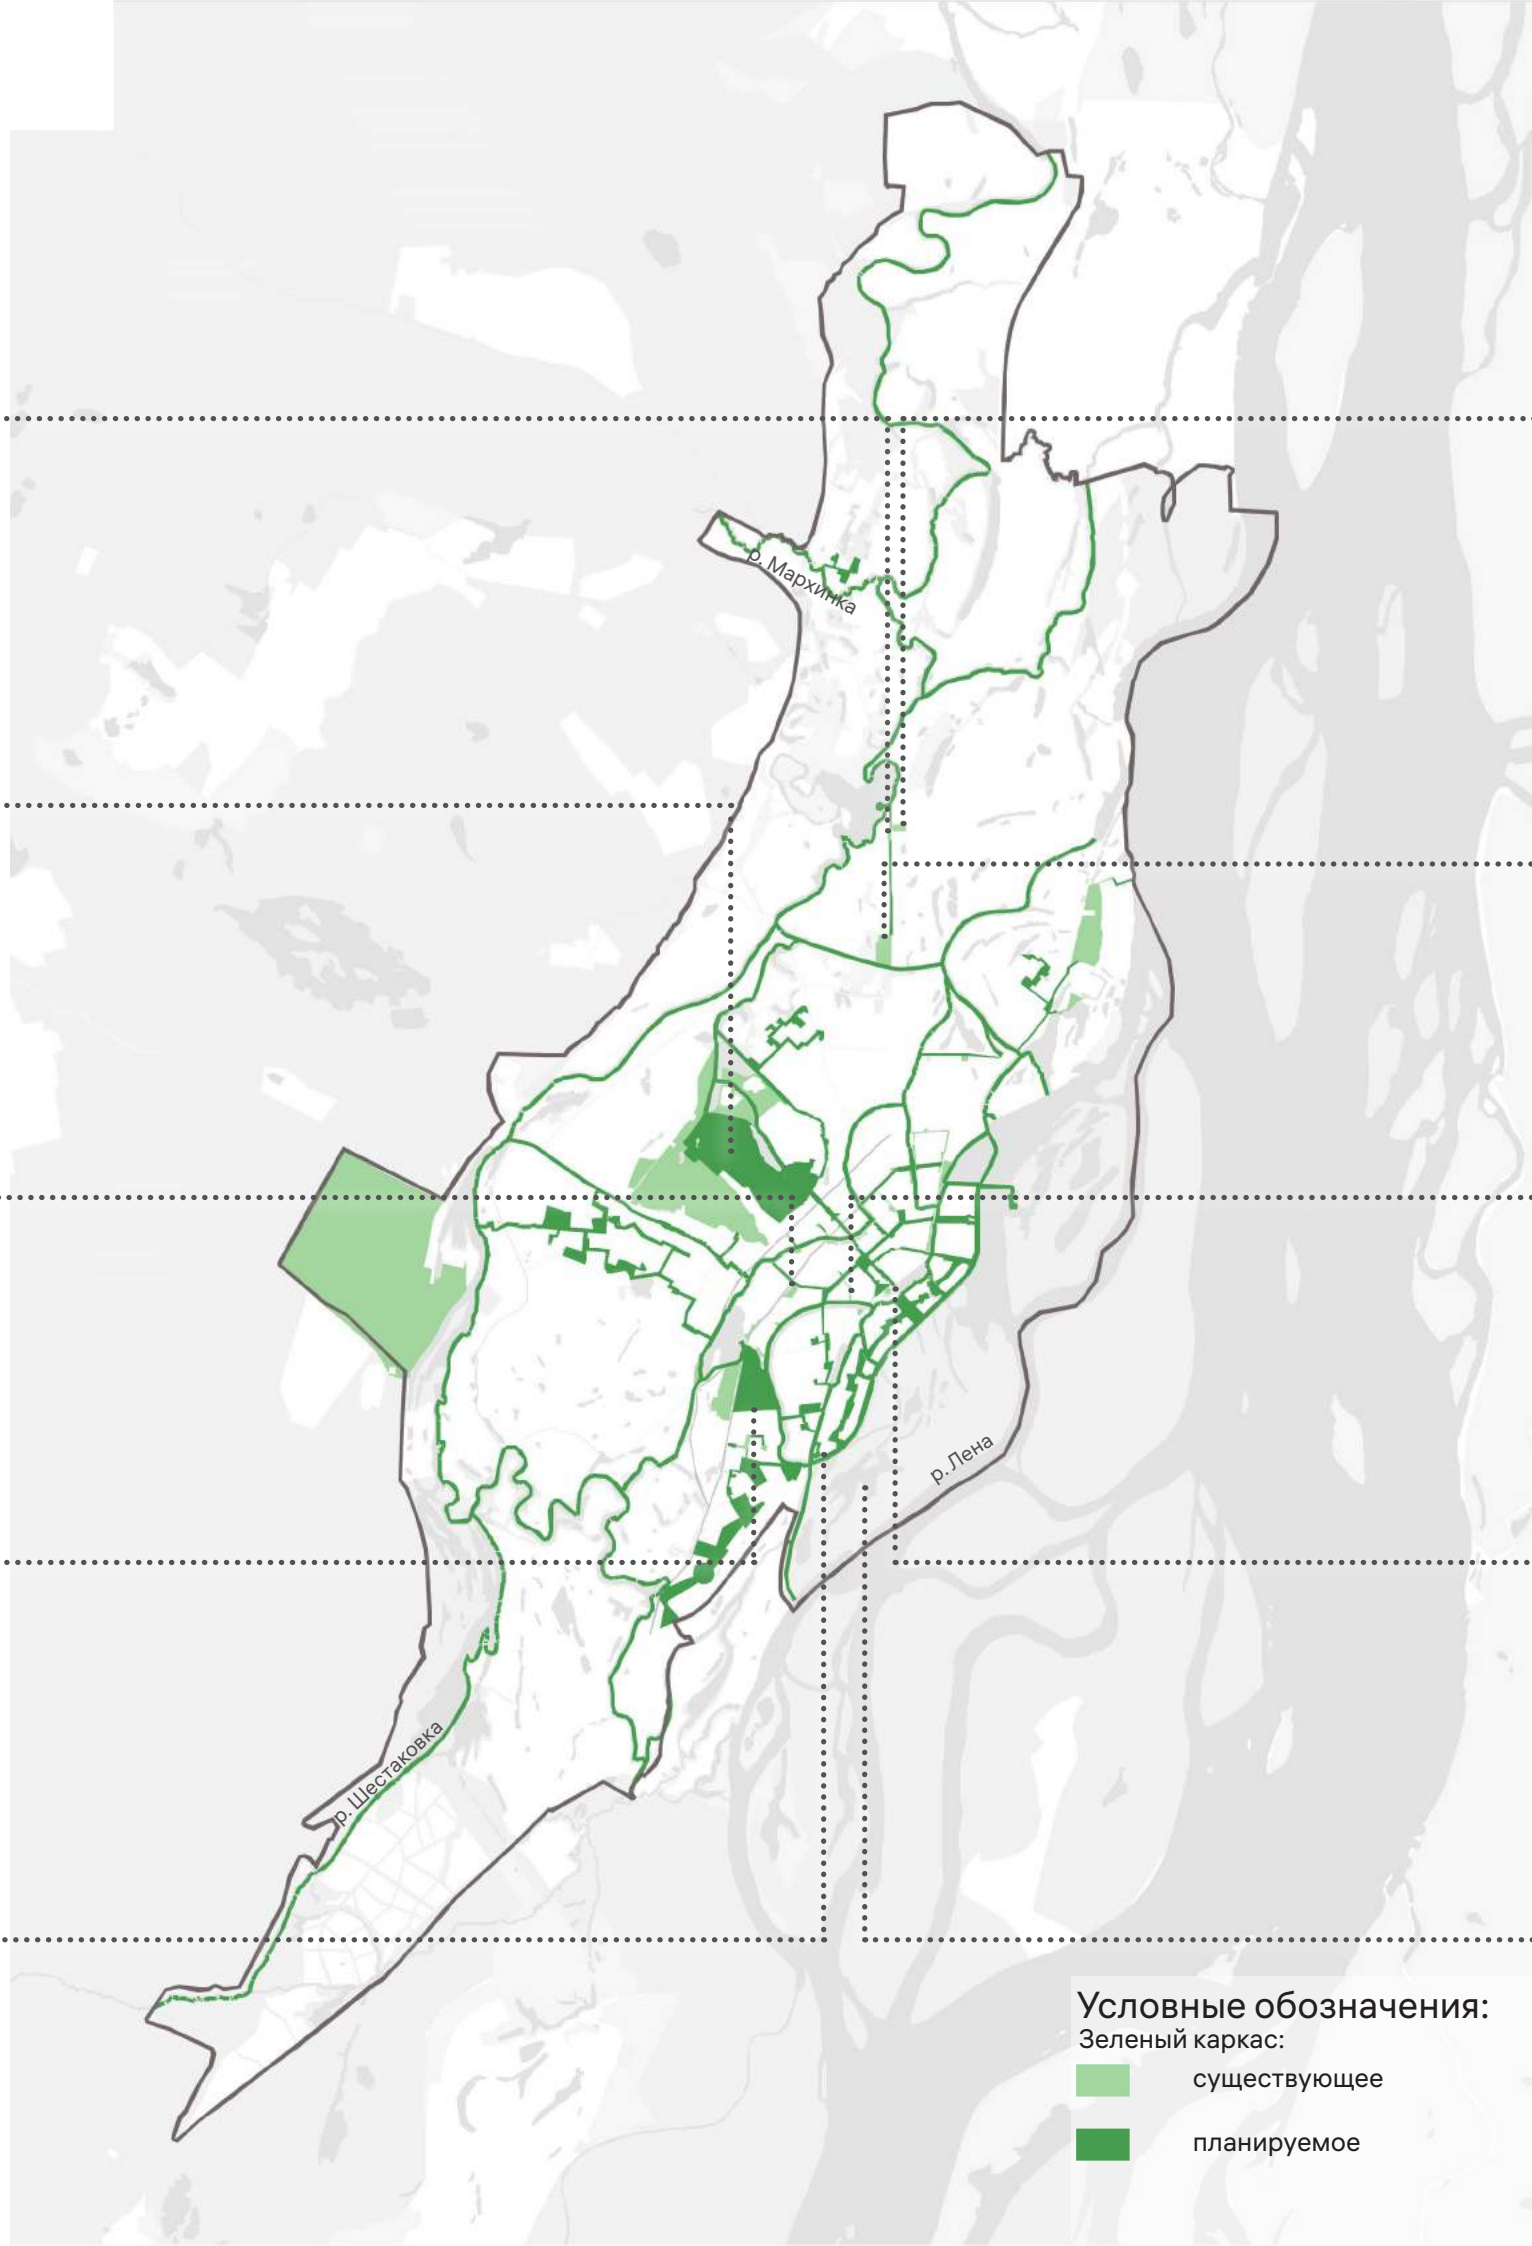 р. Мархинка
р. Лена
р. Шестаковка
Условные обозначения:
Зеленый каркас:
существующее
планируемое